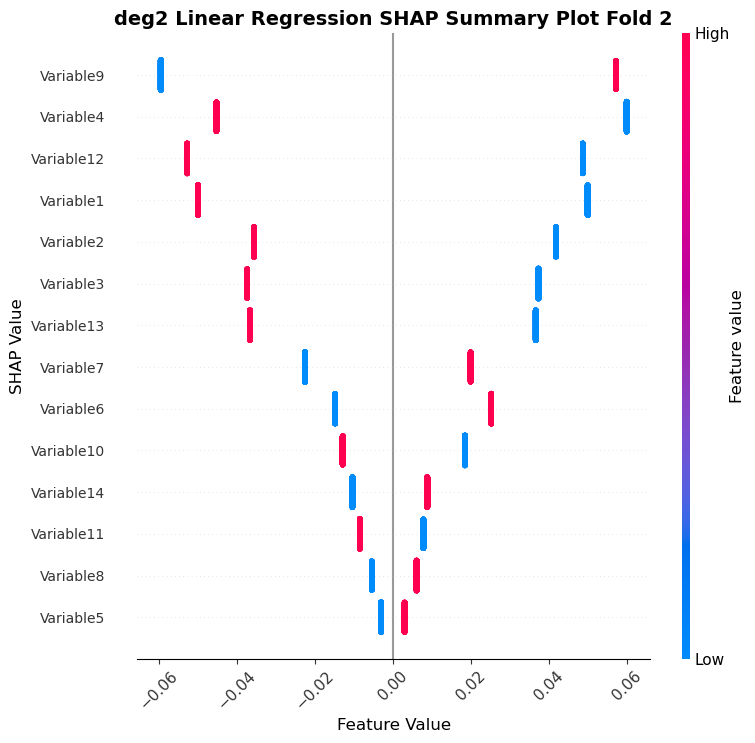 deg2 Linear Regression SHAP Summary Plot Fold 2
High
Variable9
Variable4
Variable12
Variable1
Variable2
Variable3
Variable13
Variable7
Variable6
Variable10
Variable14
Variable11
Variable8
Variable5
SHAP Value
Feature value
Low
−0.06
−0.04
−0.02
0.00
0.02
0.04
0.06
Feature Value